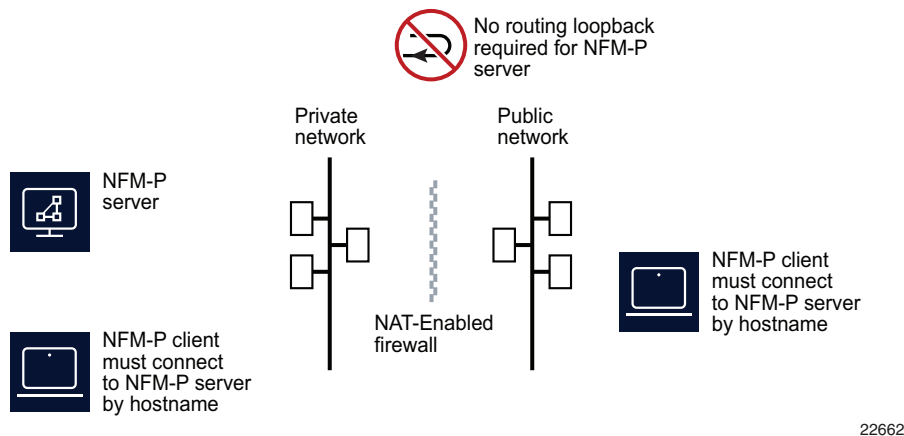 No routing loopback
required for NFM-P
server
Private
network
Public
network
NFM-P
server
NFM-P client
must connect
to NFM-P server
by hostname
NAT-Enabled
firewall
NFM-P client
must connect
to NFM-P server
by hostname
22662